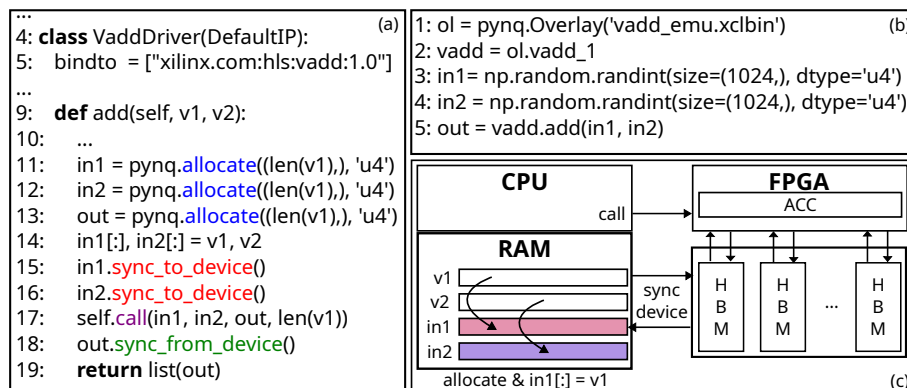 ...
(a)
4: class VaddDriver(DefaultIP):
5: bindto = ["xilinx.com:hls:vadd:1.0"]
...
9: def add(self, v1, v2):
10: ...
11: in1 = pynq.allocate((len(v1),), 'u4')
12: in2 = pynq.allocate((len(v1),), 'u4')
13: out = pynq.allocate((len(v1),), 'u4')
14: in1[:], in2[:] = v1, v2
15: in1.sync_to_device()
16: in2.sync_to_device()
17: self.call(in1, in2, out, len(v1))
18: out.sync_from_device()
19: return list(out)
1: ol = pynq.Overlay('vadd_emu.xclbin')
(b)
2: vadd = ol.vadd_1
3: in1= np.random.randint(size=(1024,), dtype='u4')
4: in2 = np.random.randint(size=(1024,), dtype='u4')
5: out = vadd.add(in1, in2)
CPU
call
FPGA
ACC
RAM
v1
v2
in1
in2
allocate & in1[:] = v1
sync
device
H
B
M
H
B
M
...
H
B
M
(c)